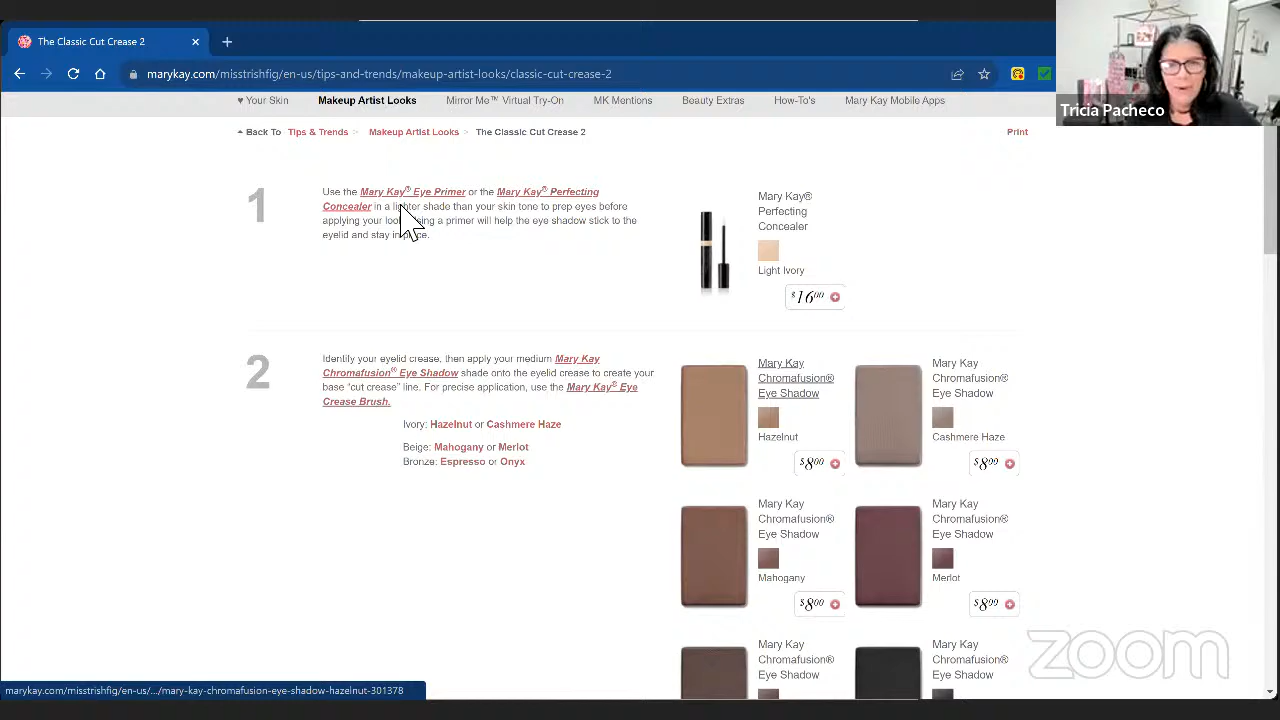 The Classic Cut Crease 2
marykay.com/misstrishfig/en-us/tips-and-trends/makeup-artist-looks/classic-cut-crease-2
♥ Your Skin
Makeup Artist Looks
Mirror Me™ Virtual Try-On
MK Mentions
Beauty Extras
How-To's
Mary Kay Mobile Apps
Tricia Pacheco
Back To Tips & Trends > Makeup Artist Looks > The Classic Cut Crease 2
Print
1
Use the Mary Kay® Eye Primer or the Mary Kay® Perfecting
Concealer in a lighter shade than your skin tone to prep eyes before
applying your look. Using a primer will help the eye shadow stick to the
eyelid and stay in place.
Mary Kay®
Perfecting
Concealer
Light Ivory
$16.00
2
Identify your eyelid crease, then apply your medium Mary Kay
Chromafusion® Eye Shadow shade onto the eyelid crease to create your
base “cut crease” line. For precise application, use the Mary Kay® Eye
Crease Brush.
Ivory: Hazelnut or Cashmere Haze
Beige: Mahogany or Merlot
Bronze: Espresso or Onyx
Mary Kay
Chromafusion®
Eye Shadow
Hazelnut
$8.00
Mary Kay
Chromafusion®
Eye Shadow
Cashmere Haze
$8.00
Mary Kay
Chromafusion®
Eye Shadow
Mahogany
$8.00
Mary Kay
Chromafusion®
Eye Shadow
Merlot
$8.00
Mary Kay
Chromafusion®
Eye Shadow
Mary Kay
Chromafusion®
Eye Shadow
zoom
marykay.com/misstrishfig/en-us/.../mary-kay-chromafusion-eye-shadow-hazelnut-301378